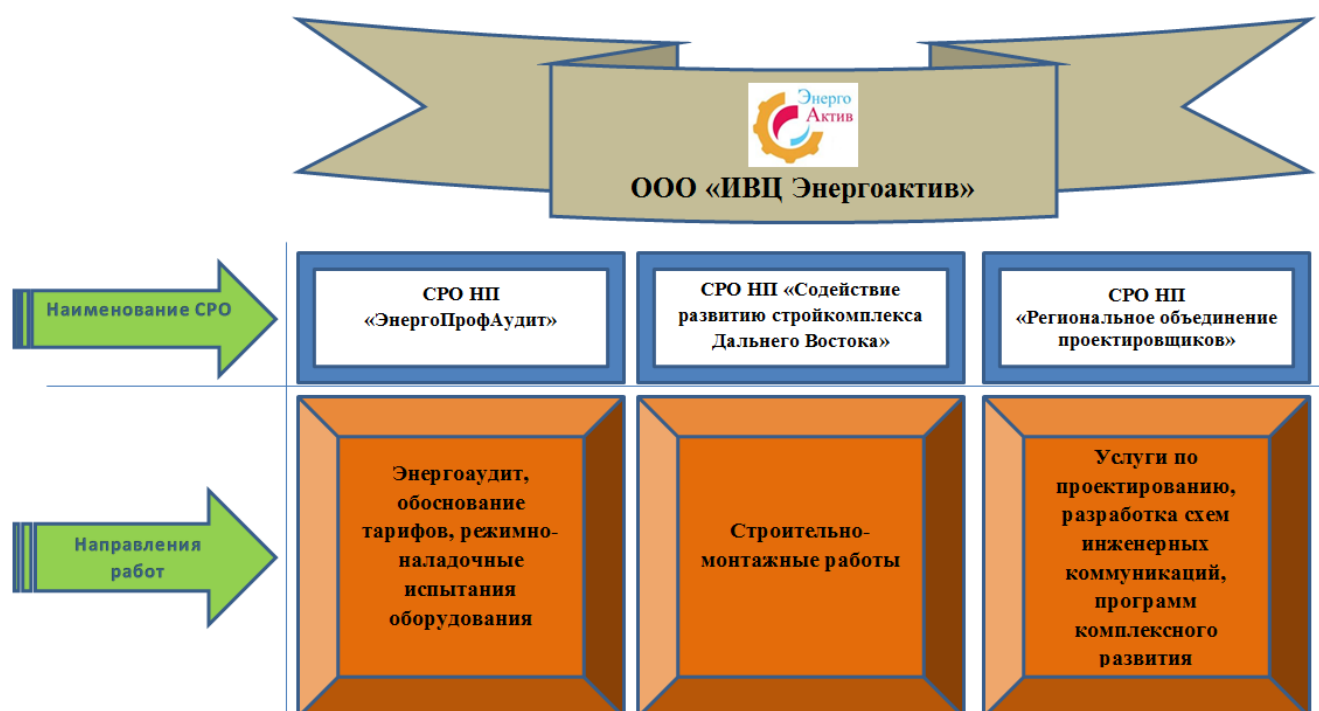 Энерго
Актив
ООО «ИВЦ Энергоактив»
Наименование СРО
СРО НП
«ЭнергоПрофАудит»
СРО НП «Содействие
развитию стройкомплекса
Дальнего Востока»
СРО НП
«Региональное объединение
проектировщиков»
Направления
работ
Энергоаудит,
обоснование
тарифов, режимно-
наладочные
испытания
оборудования
Строительно-
монтажные работы
Услуги по
проектированию,
разработка схем
инженерных
коммуникаций,
программ
комплексного
развития